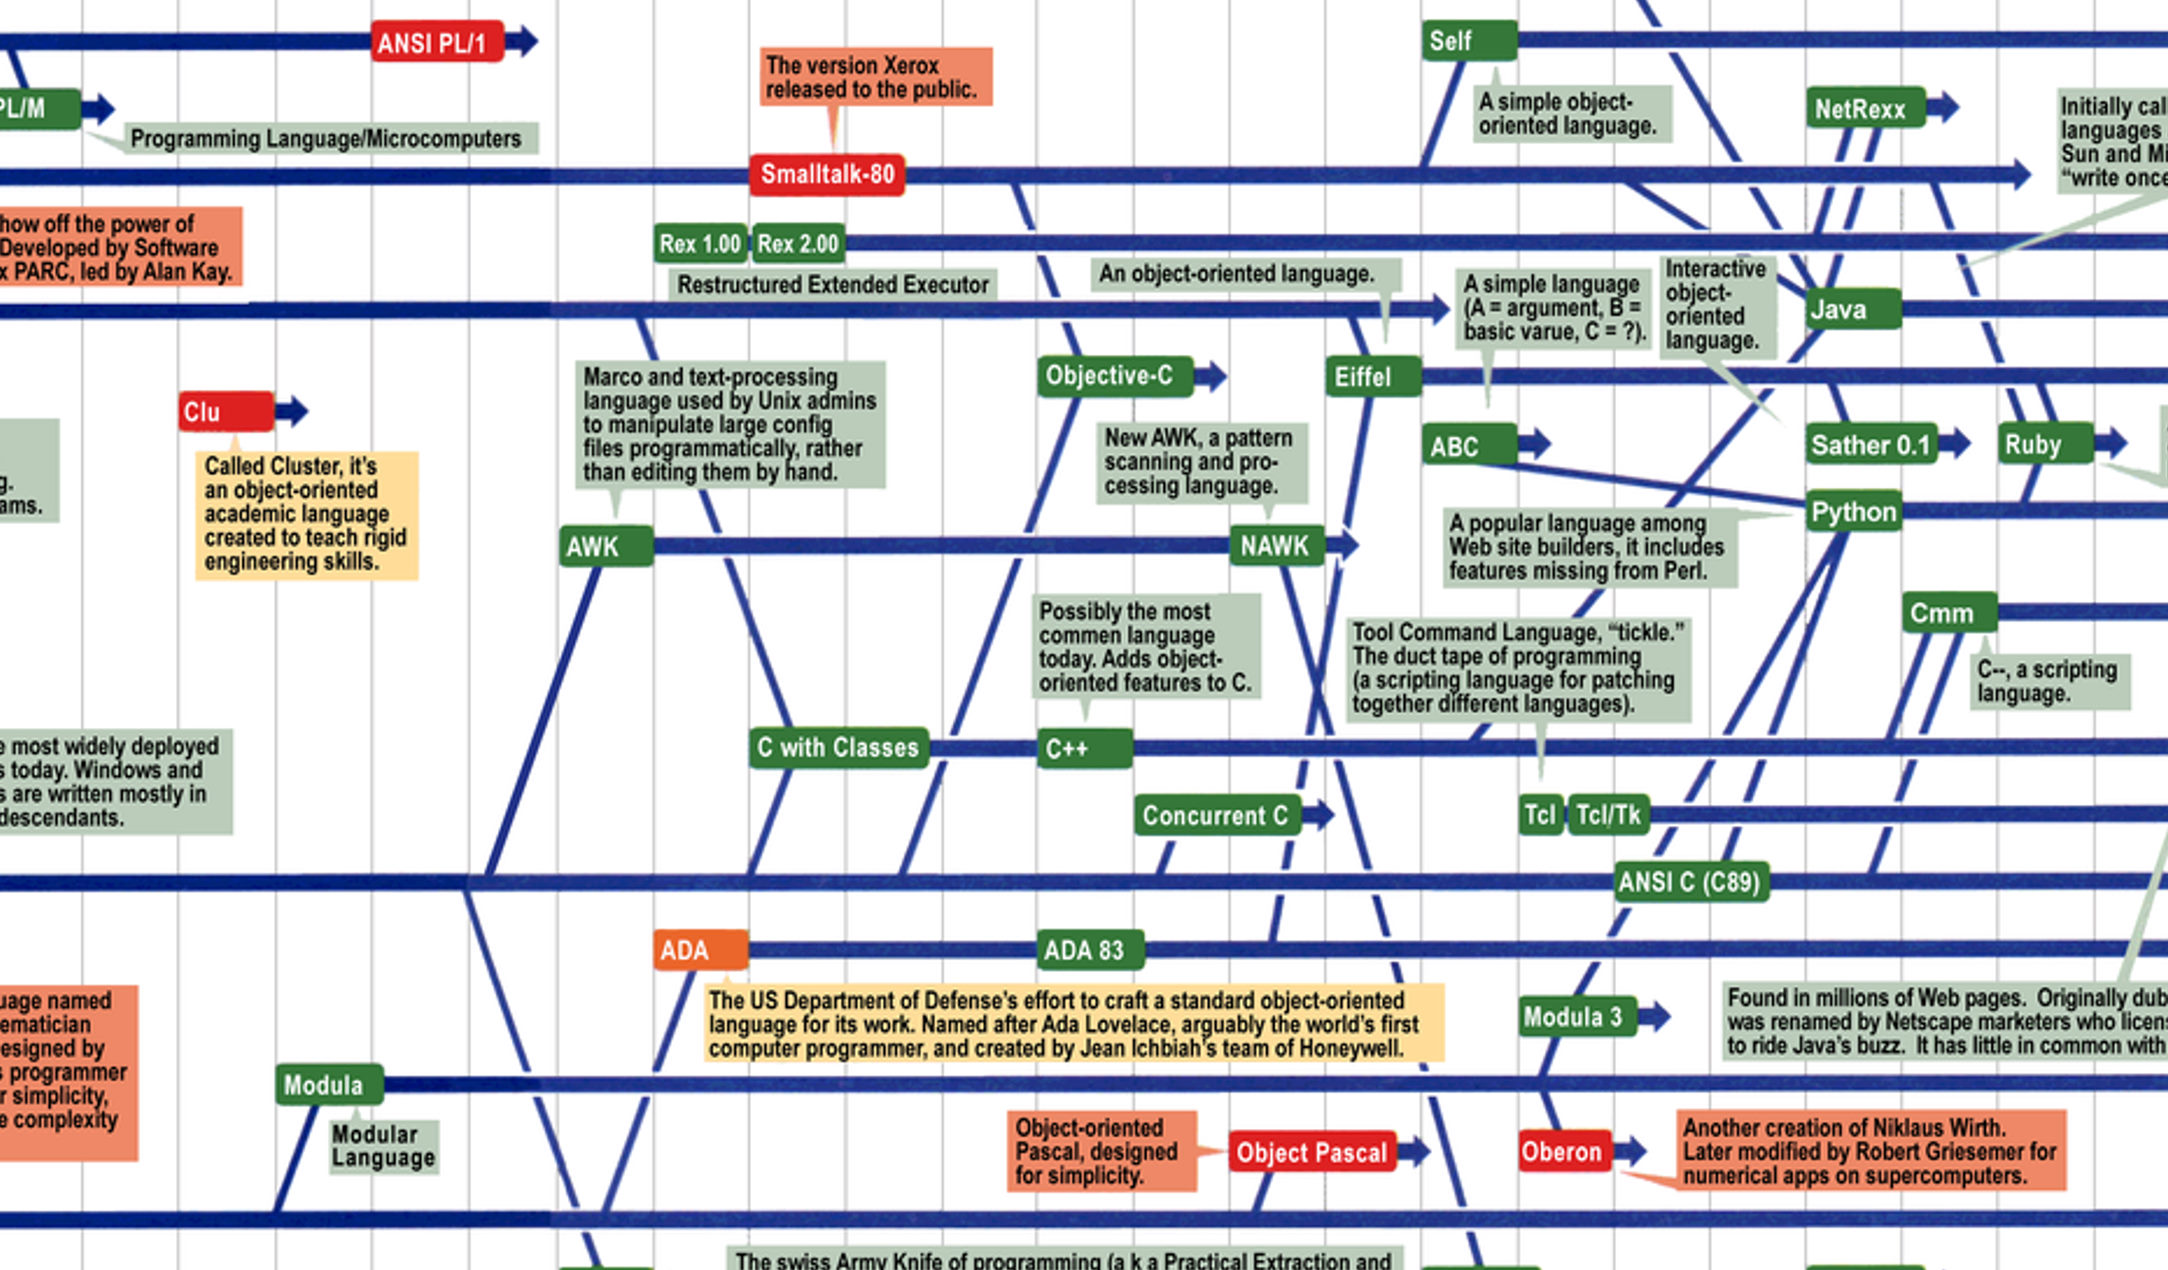 ANSI PL/1
Self
PL/M
Programming Language/Microcomputers
The version Xerox
released to the public.
A simple object-
oriented language.
NetRexx
Initially cal
languages
Sun and Mi
"write once
Smalltalk-80
how off the power of
Developed by Software
x PARC, led by Alan Kay.
Rex 1.00
Rex 2.00
Restructured Extended Executor
An object-oriented language.
A simple language
(A = argument, B =
basic varue, C = ?).
Interactive
object-
oriented
language.
Java
Clu
Called Cluster, it's
an object-oriented
academic language
created to teach rigid
engineering skills.
g.
ams.
Marco and text-processing
language used by Unix admins
to manipulate large config
files programmatically, rather
than editing them by hand.
Objective-C
Eiffel
New AWK, a pattern
scanning and pro-
cessing language.
ABC
Sather 0.1
Ruby
Python
A popular language among
Web site builders, it includes
features missing from Perl.
AWK
NAWK
Cmm
C--, a scripting
language.
Possibly the most
commen language
today. Adds object-
oriented features to C.
Tool Command Language, "tickle."
The duct tape of programming
(a scripting language for patching
together different languages).
e most widely deployed
s today. Windows and
s are written mostly in
descendants.
C with Classes
C++
Concurrent C
Tcl
Tcl/Tk
ANSI C (C89)
ADA
ADA 83
The US Department of Defense's effort to craft a standard object-oriented
language for its work. Named after Ada Lovelace, arguably the world's first
computer programmer, and created by Jean Ichbiah's team of Honeywell.
Modula 3
Found in millions of Web pages. Originally dub
was renamed by Netscape marketers who licens
to ride Java's buzz. It has little in common with
uage named
ematician
esigned by
s programmer
r simplicity,
e complexity
Modula
Modular
Language
Object-oriented
Pascal, designed
for simplicity.
Object Pascal
Oberon
Another creation of Niklaus Wirth.
Later modified by Robert Griesemer for
numerical apps on supercomputers.
The swiss Army Knife of programming (a k a Practical Extraction and